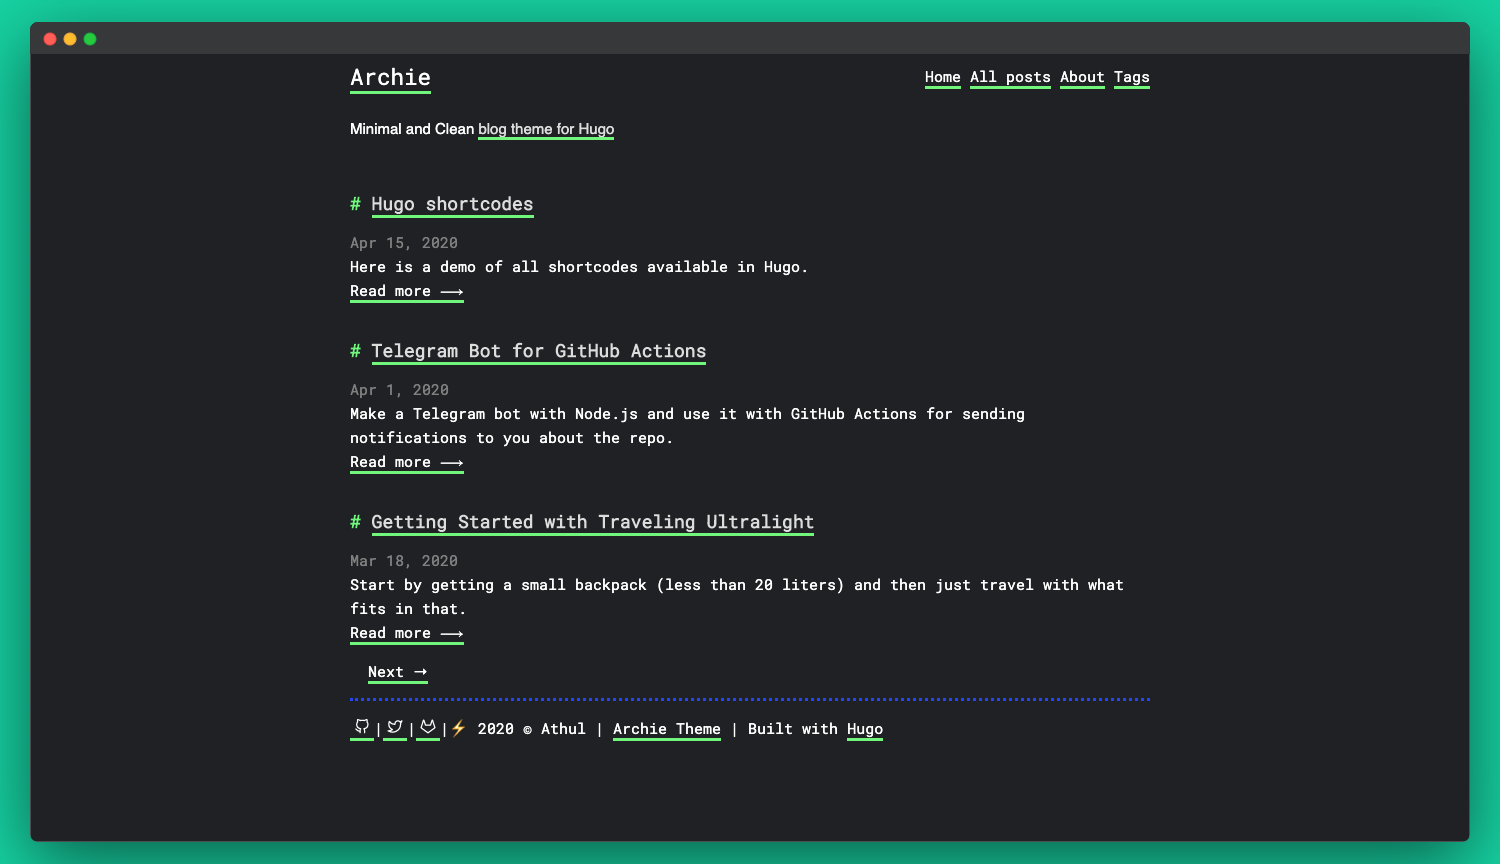 Archie
Home All posts About Tags
Minimal and Clean blog theme for Hugo
# Hugo shortcodes
Apr 15, 2020
Here is a demo of all shortcodes available in Hugo.
Read more ⟶
# Telegram Bot for GitHub Actions
Apr 1, 2020
Make a Telegram bot with Node.js and use it with GitHub Actions for sending
notifications to you about the repo.
Read more ⟶
# Getting Started with Traveling Ultralight
Mar 18, 2020
Start by getting a small backpack (less than 20 liters) and then just travel with what
fits in that.
Read more ⟶
Next →
| | |⚡ 2020 © Athul | Archie Theme | Built with Hugo